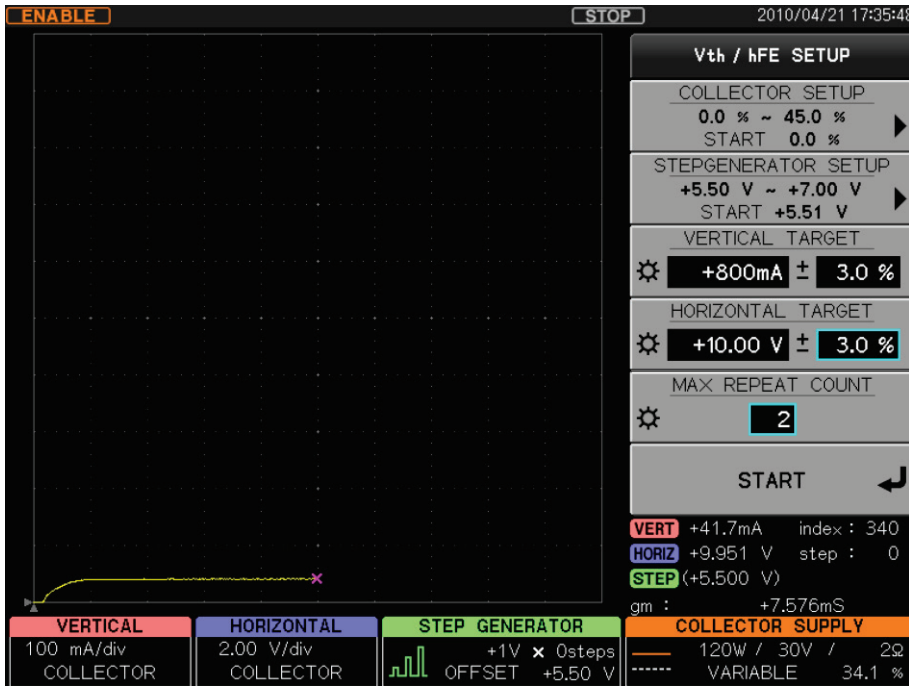 ENABLE
STOP
2010/04/21 17:35:48
Vth / hFE SETUP
COLLECTOR SETUP
0.0 % ~ 45.0 %
START 0.0 %
STEPGENERATOR SETUP
+5.50 V ~ +7.00 V
START +5.51 V
VERTICAL TARGET
+800mA ± 3.0 %
HORIZONTAL TARGET
+10.00 V ± 3.0 %
MAX REPEAT COUNT
2
START
VERT +41.7mA index : 340
HORIZ +9.951 V step : 0
STEP (+5.500 V)
gm : +7.576mS
VERTICAL
100 mA/div
COLLECTOR
HORIZONTAL
2.00 V/div
COLLECTOR
STEP GENERATOR
+1V × 0steps
OFFSET +5.50 V
COLLECTOR SUPPLY
120W / 30V / 2Ω
VARIABLE 34.1 %